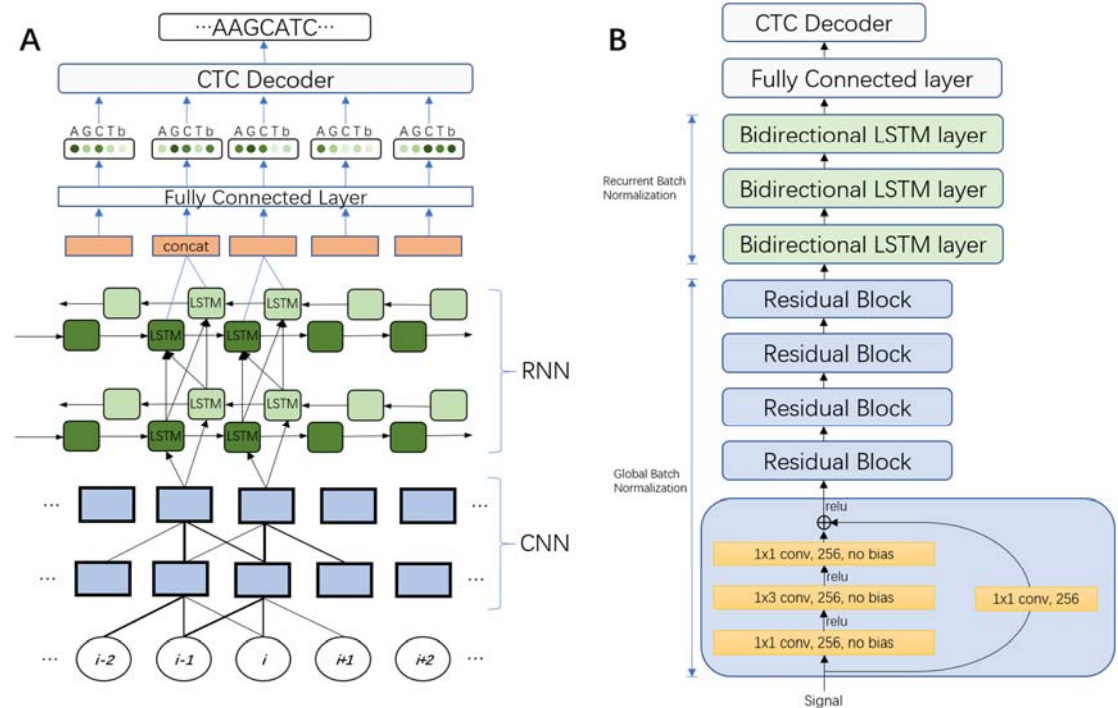 A
···AAGCATC···
CTC Decoder
A G C T b
A G C T b
A G C T b
A G C T b
A G C T b
Fully Connected Layer
concat
LSTM
LSTM
LSTM
LSTM
RNN
LSTM
LSTM
LSTM
LSTM
···
···
CNN
···
···
···
i-2
i-1
i
i+1
i+2
···
B
CTC Decoder
Fully Connected layer
Bidirectional LSTM layer
Recurrent Batch
Normalization
Bidirectional LSTM layer
Bidirectional LSTM layer
Residual Block
Residual Block
Residual Block
Residual Block
Global Batch
Normalization
relu
1x1 conv, 256, no bias
relu
1x3 conv, 256, no bias
1x1 conv, 256
relu
1x1 conv, 256, no bias
Signal